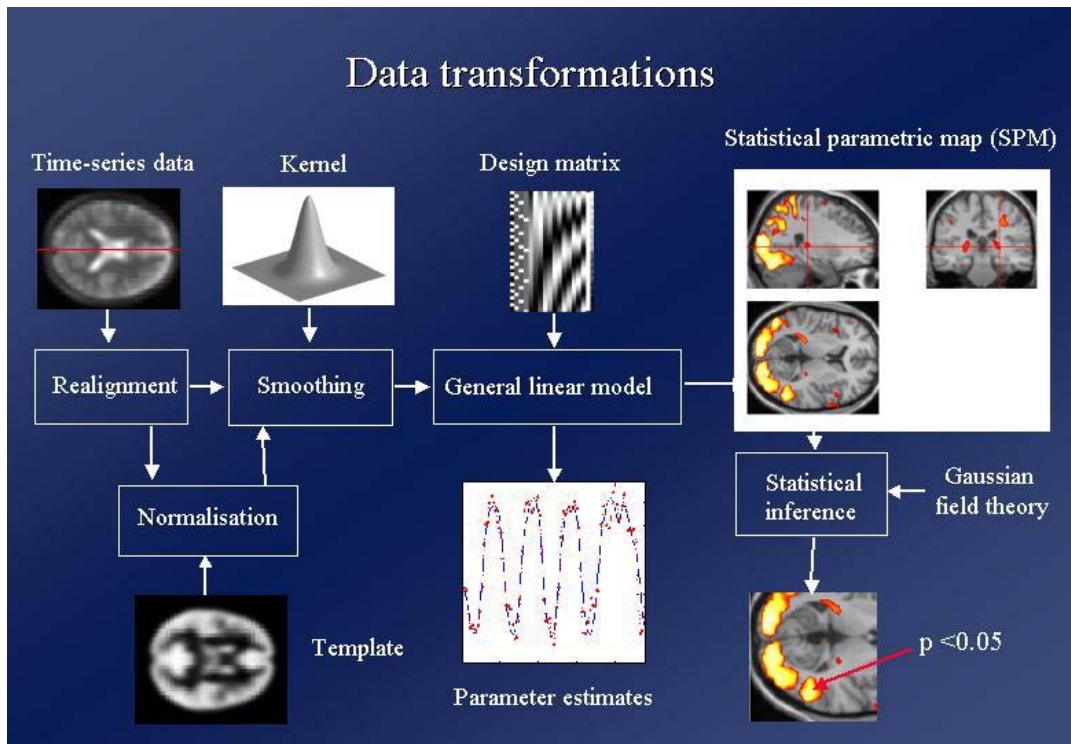 Data transformations
Time-series data
Kernel
Design matrix
Statistical parametric map (SPM)
Realignment
Smoothing
General linear model
Normalisation
Statistical
inference
Gaussian
field theory
Template
Parameter estimates
p <0.05